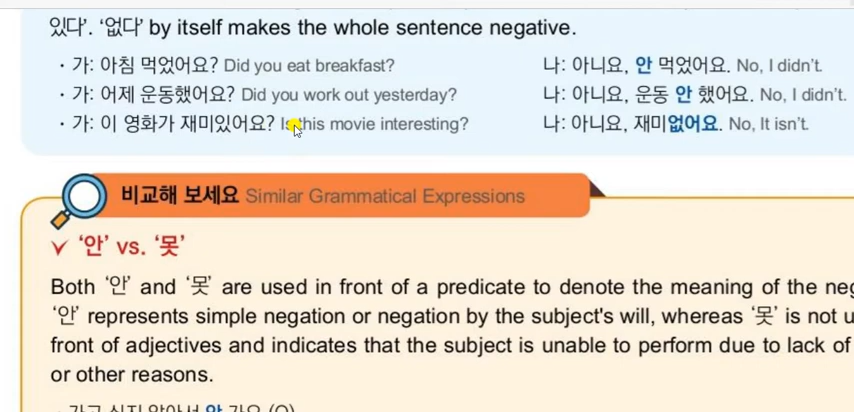 있다'. '없다' by itself makes the whole sentence negative.
· 가: 아침 먹었어요? Did you eat breakfast? 나: 아니요, 안 먹었어요. No, I didn't.
· 가: 어제 운동했어요? Did you work out yesterday? 나: 아니요, 운동 안 했어요. No, I didn't.
· 가: 이 영화가 재미있어요? Is this movie interesting? 나: 아니요, 재미없어요. No, It isn't.
비교해 보세요 Similar Grammatical Expressions
'안' vs. '못'
Both '안' and '못' are used in front of a predicate to denote the meaning of the neg
'안' represents simple negation or negation by the subject's will, whereas '못' is not u
front of adjectives and indicates that the subject is unable to perform due to lack of
or other reasons.